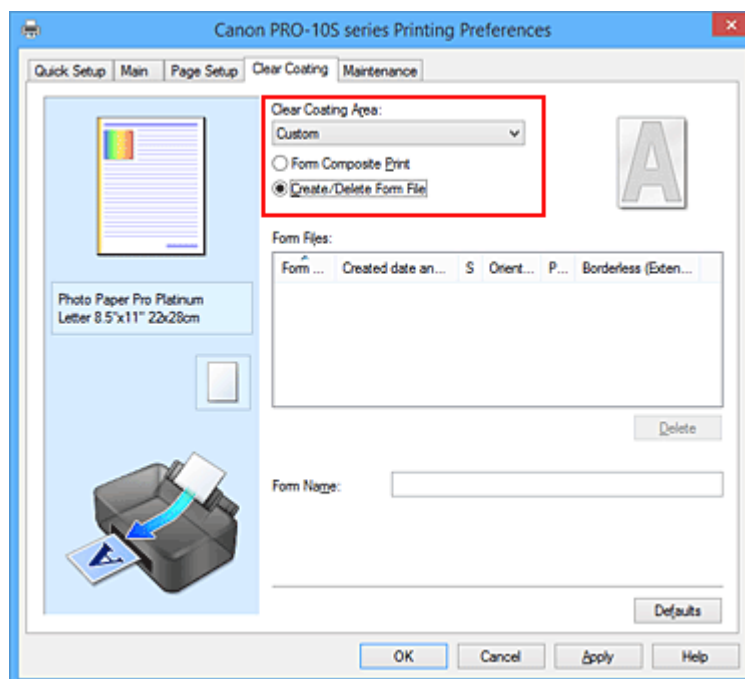 Canon PRO-10S series Printing Preferences
Quick Setup Main Page Setup Clear Coating Maintenance
Clear Coating Area:
Custom
Form Composite Print
Create/Delete Form File
A
Form Files:
Form ... Created date an... S Orient... P... Borderless (Exten...
Photo Paper Pro Platinum
Letter 8.5"x11" 22x28cm
Delete
Form Name:
A
Defaults
OK Cancel Apply Help